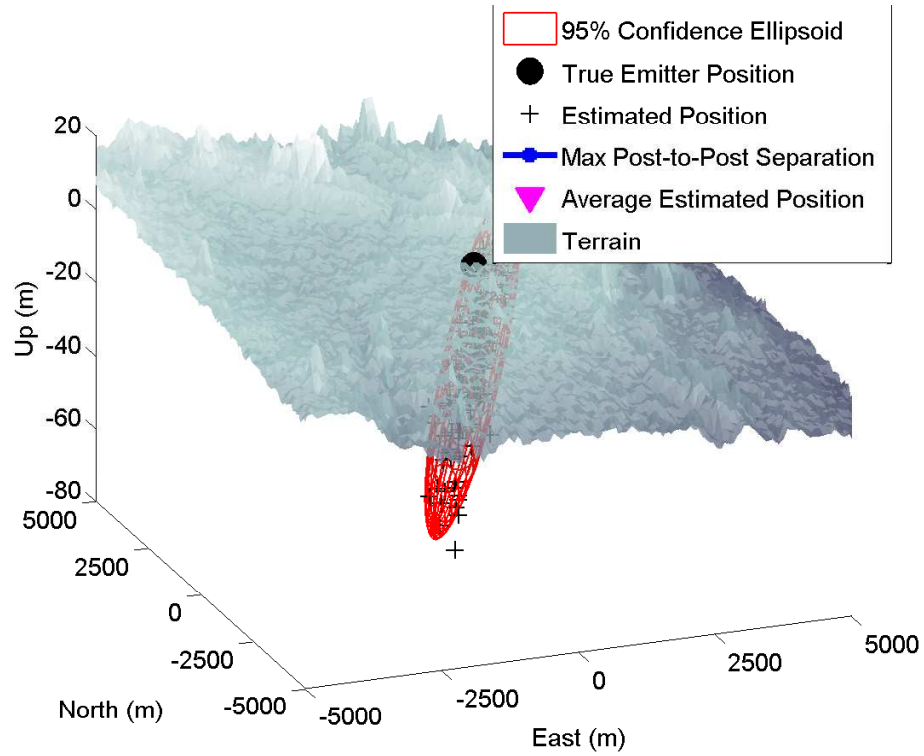 95% Confidence Ellipsoid
True Emitter Position
Estimated Position
Max Post-to-Post Separation
Average Estimated Position
Terrain
20
0
-20
-40
-60
-80
Up (m)
5000
2500
0
-2500
-5000
North (m)
-5000
-2500
0
2500
5000
East (m)